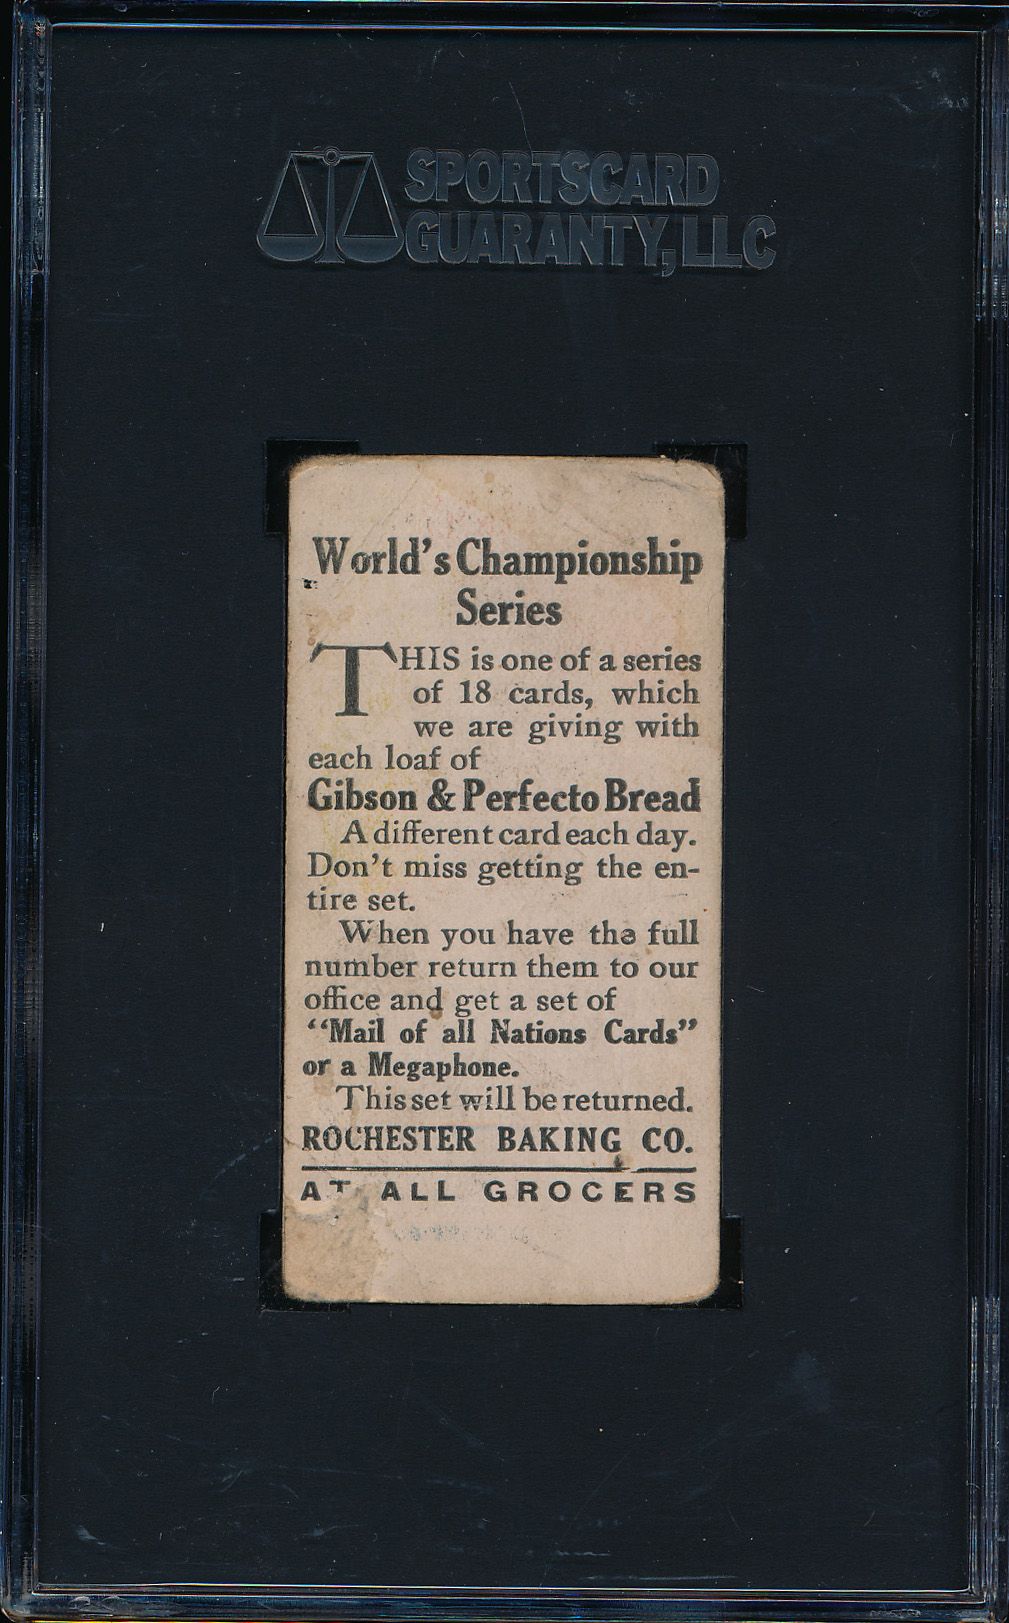 SPORTSCARD
GUARANTY, LLC
World's Championship
Series
THIS is one of a series
of 18 cards, which
we are giving with
each loaf of
Gibson & Perfecto Bread
A different card each day.
Don't miss getting the en-
tire set.
When you have the full
number return them to our
office and get a set of
"Mail of all Nations Cards"
or a Megaphone.
This set will be returned.
ROCHESTER BAKING CO.
AT ALL GROCERS